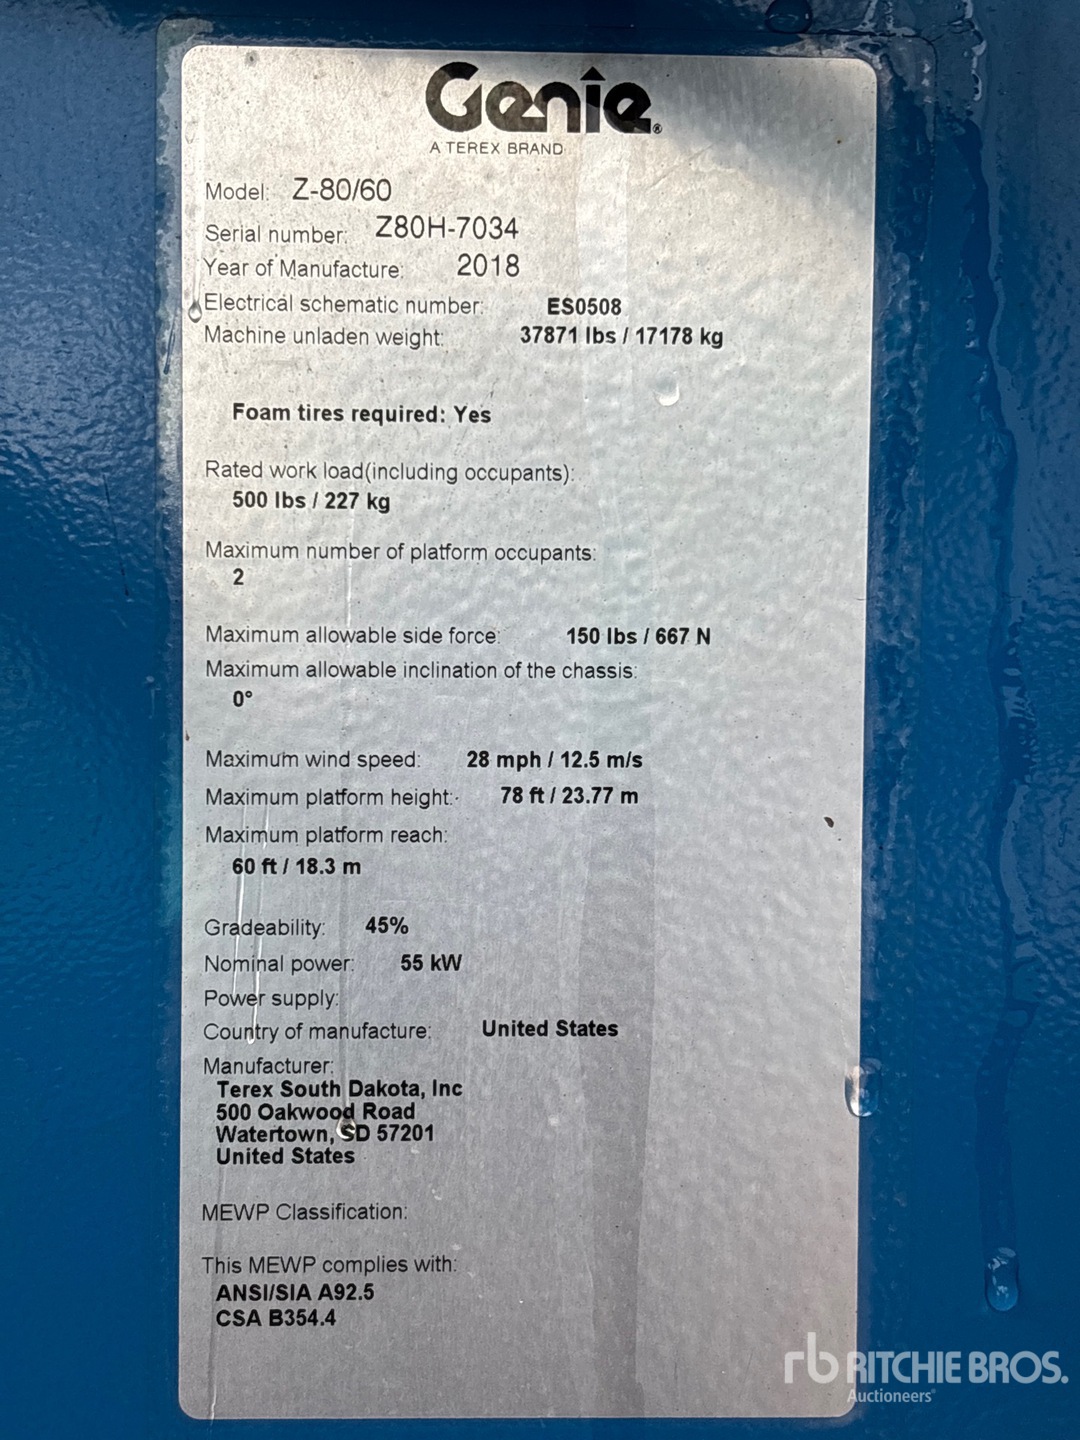 Genie®
A TEREX BRAND
Model: Z-80/60
Serial number: Z80H-7034
Year of Manufacture: 2018
Electrical schematic number: ES0508
Machine unladen weight: 37871 lbs / 17178 kg
Foam tires required: Yes
Rated work load(including occupants):
500 lbs / 227 kg
Maximum number of platform occupants:
2
Maximum allowable side force: 150 lbs / 667 N
Maximum allowable inclination of the chassis:
0°
Maximum wind speed: 28 mph / 12.5 m/s
Maximum platform height: 78 ft / 23.77 m
Maximum platform reach:
60 ft / 18.3 m
Gradeability: 45%
Nominal power: 55 kW
Power supply:
Country of manufacture: United States
Manufacturer:
Terex South Dakota, Inc
500 Oakwood Road
Watertown, SD 57201
United States
MEWP Classification:
This MEWP complies with:
ANSI/SIA A92.5
CSA B354.4
rb RITCHIE BROS.
Auctioneers®